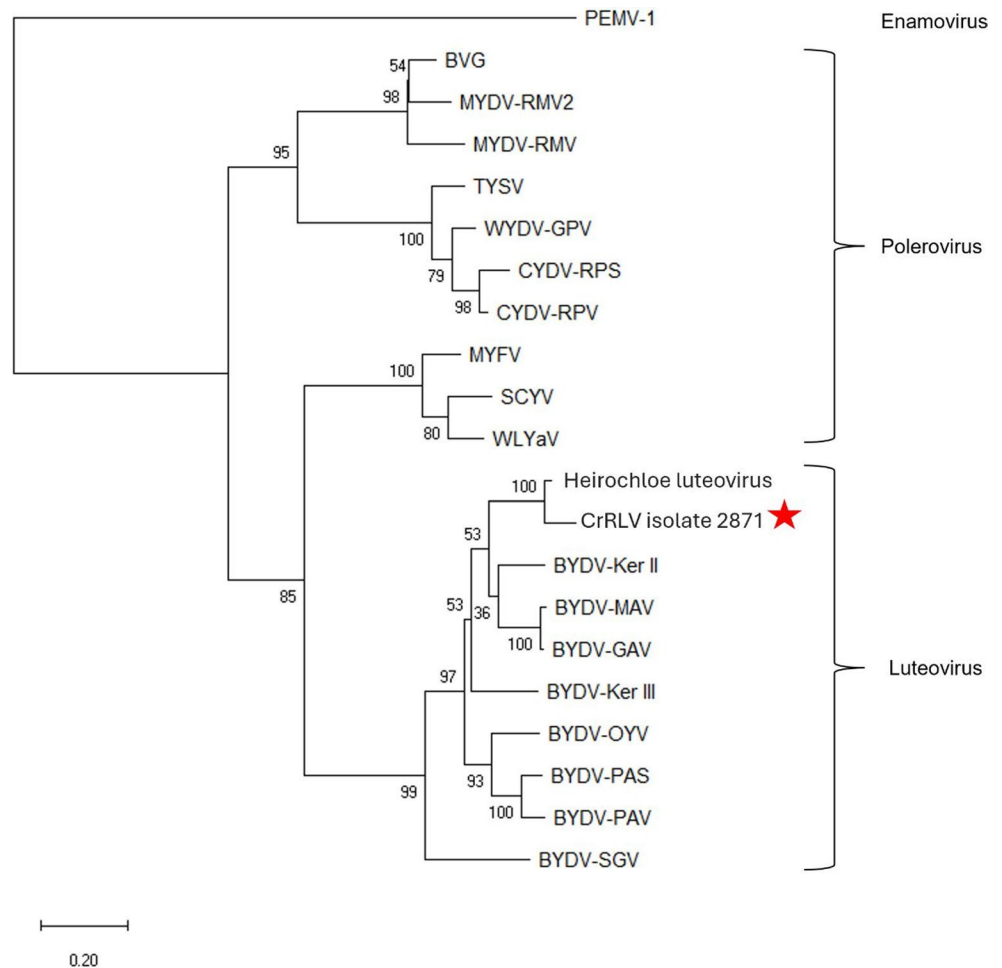 PEMV-1
Enamovirus
BVG
54
98
MYDV-RMV2
MYDV-RMV
95
TYSV
WYDV-GPV
100
Polerovirus
CYDV-RPS
79
98
CYDV-RPV
MYFV
100
SCYV
80
WLYaV
Heirochloe luteovirus
100
CrRLV isolate 2871
53
BYDV-Ker II
85
53
36
BYDV-MAV
100
BYDV-GAV
Luteovirus
97
BYDV-Ker III
BYDV-OYV
93
BYDV-PAS
99
100
BYDV-PAV
BYDV-SGV
0.20